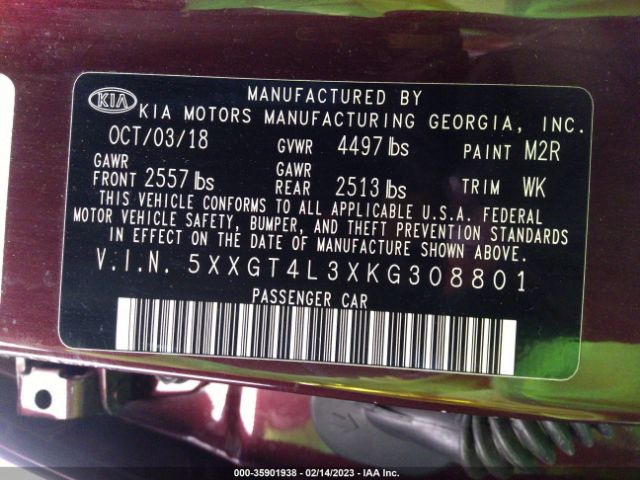 MANUFACTURED BY
KIA KIA MOTORS MANUFACTURING GEORGIA, INC.
OCT/03/18 GVWR 4497 lbs PAINT M2R
GAWR FRONT 2557 lbs GAWR REAR 2513 lbs TRIM WK
THIS VEHICLE CONFORMS TO ALL APPLICABLE U.S.A. FEDERAL
MOTOR VEHICLE SAFETY, BUMPER, AND THEFT PREVENTION STANDARDS
IN EFFECT ON THE DATE OF MANUFACTURE SHOWN ABOVE.
V.I.N. 5XXGT4L3XKG308801
PASSENGER CAR
000-35901938 - 02/14/2023 - IAA Inc.